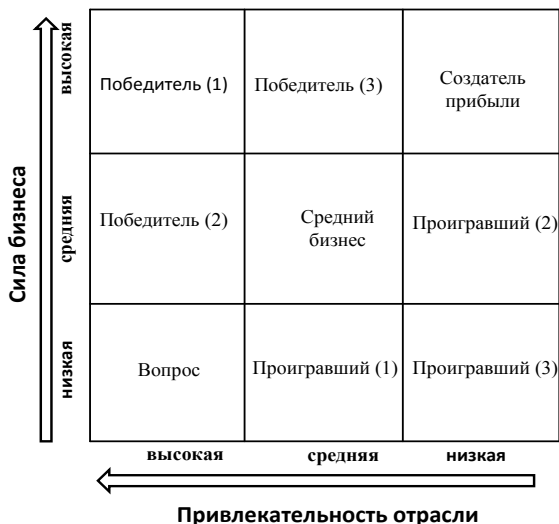 Сила бизнеса
высокая
Победитель (1)
Победитель (3)
Создатель
прибыли
средняя
Победитель (2)
Средний
бизнес
Проигравший (2)
низкая
Вопрос
Проигравший (1)
Проигравший (3)
высокая
средняя
низкая
Привлекательность отрасли